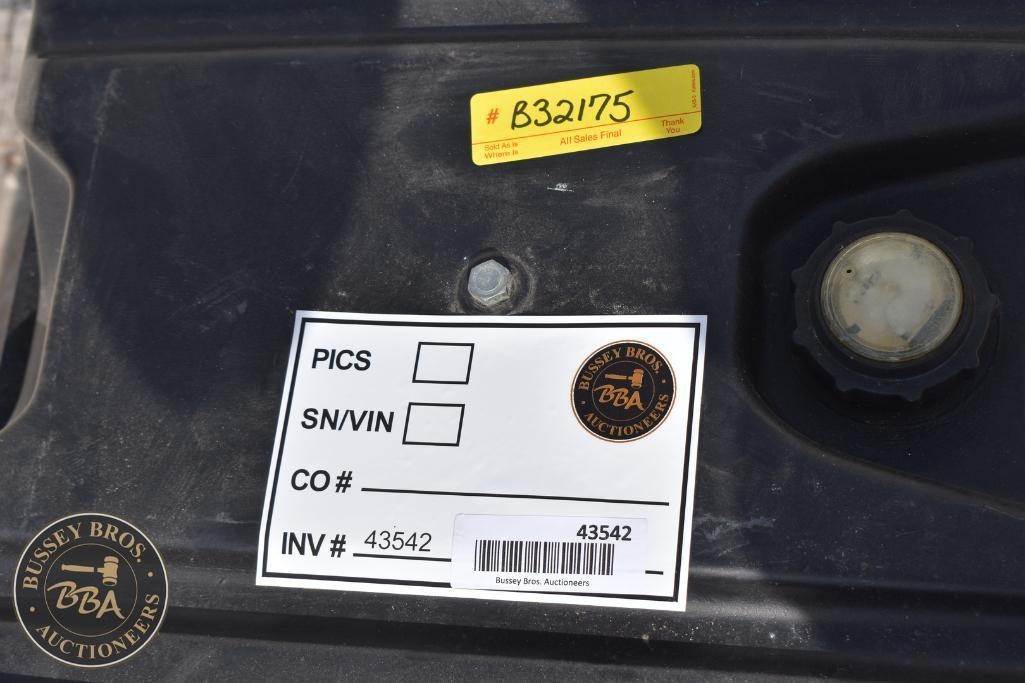 # B32175
Sold As Is
Where Is
All Sales Final
Thank
You
PICS
SN/VIN
CO #
INV # 43542
BUSSEY BROS.
BBA
AUCTIONEERS
43542
Bussey Bros. Auctioneers
BUSSEY BROS.
BBA
AUCTIONEERS